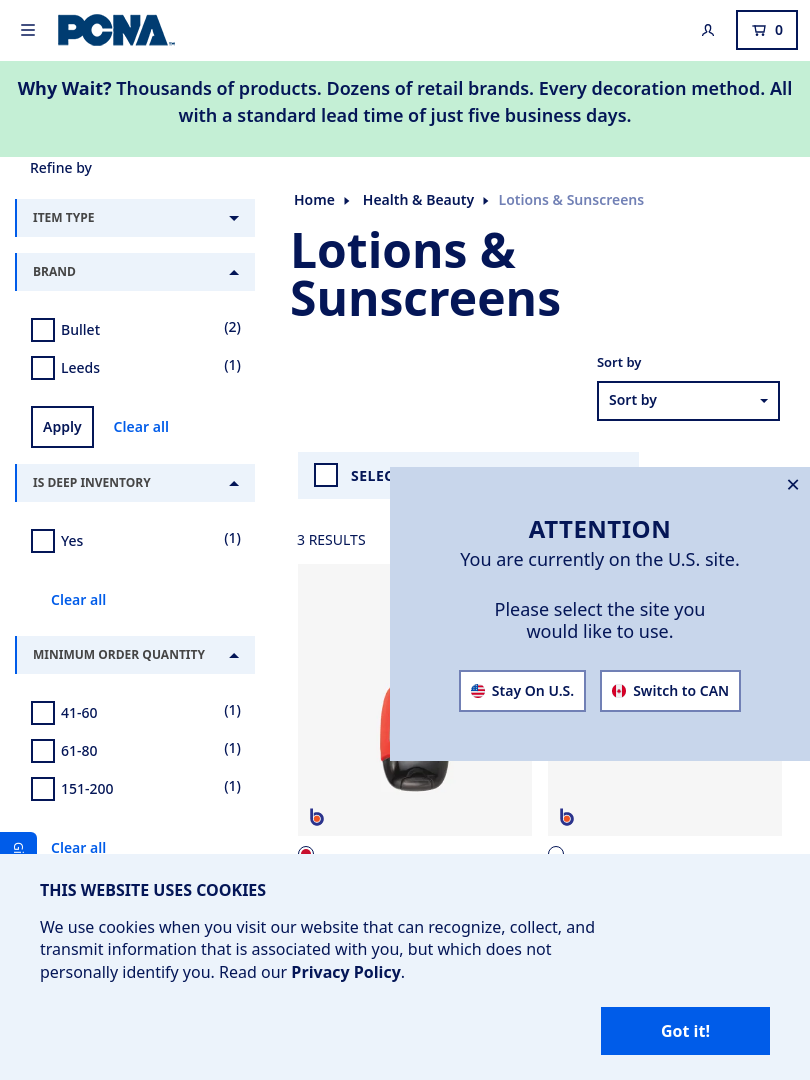 PCNA
0
Why Wait? Thousands of products. Dozens of retail brands. Every decoration method. All
with a standard lead time of just five business days.
Refine by
ITEM TYPE
BRAND
Bullet (2)
Leeds (1)
Apply Clear all
IS DEEP INVENTORY
Yes (1)
Clear all
MINIMUM ORDER QUANTITY
41-60 (1)
61-80 (1)
151-200 (1)
Clear all
Home Health & Beauty Lotions & Sunscreens
Lotions &
Sunscreens
Sort by
Sort by
3 RESULTS
ATTENTION
You are currently on the U.S. site.
Please select the site you
would like to use.
Stay On U.S. Switch to CAN
THIS WEBSITE USES COOKIES
We use cookies when you visit our website that can recognize, collect, and
transmit information that is associated with you, but which does not
personally identify you. Read our Privacy Policy.
Got it!